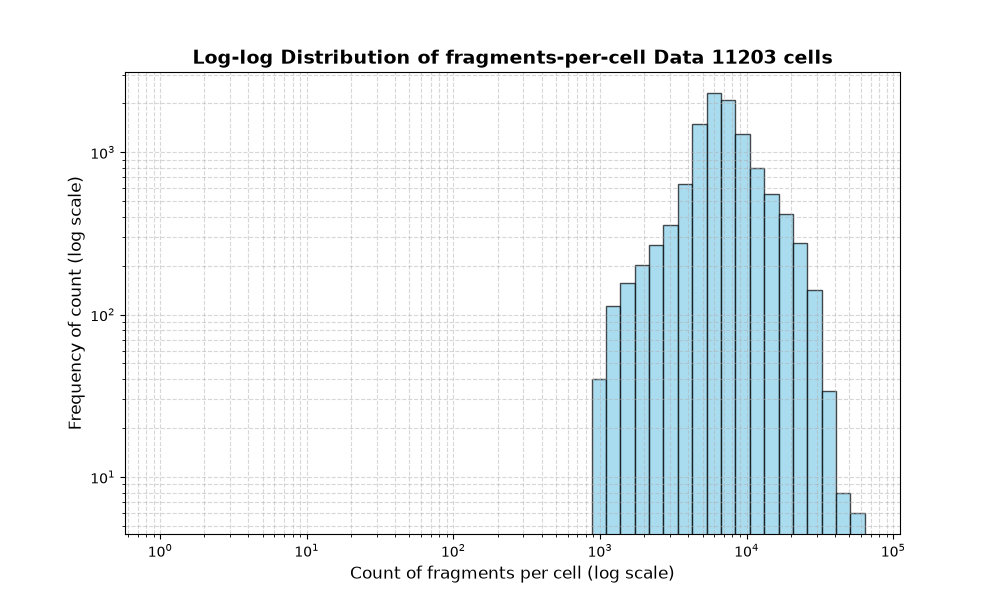 Log-log Distribution of fragments-per-cell Data 11203 cells
Frequency of count (log scale)
10³
10²
10¹
10⁰ 10¹ 10² 10³ 10⁴ 10⁵
Count of fragments per cell (log scale)